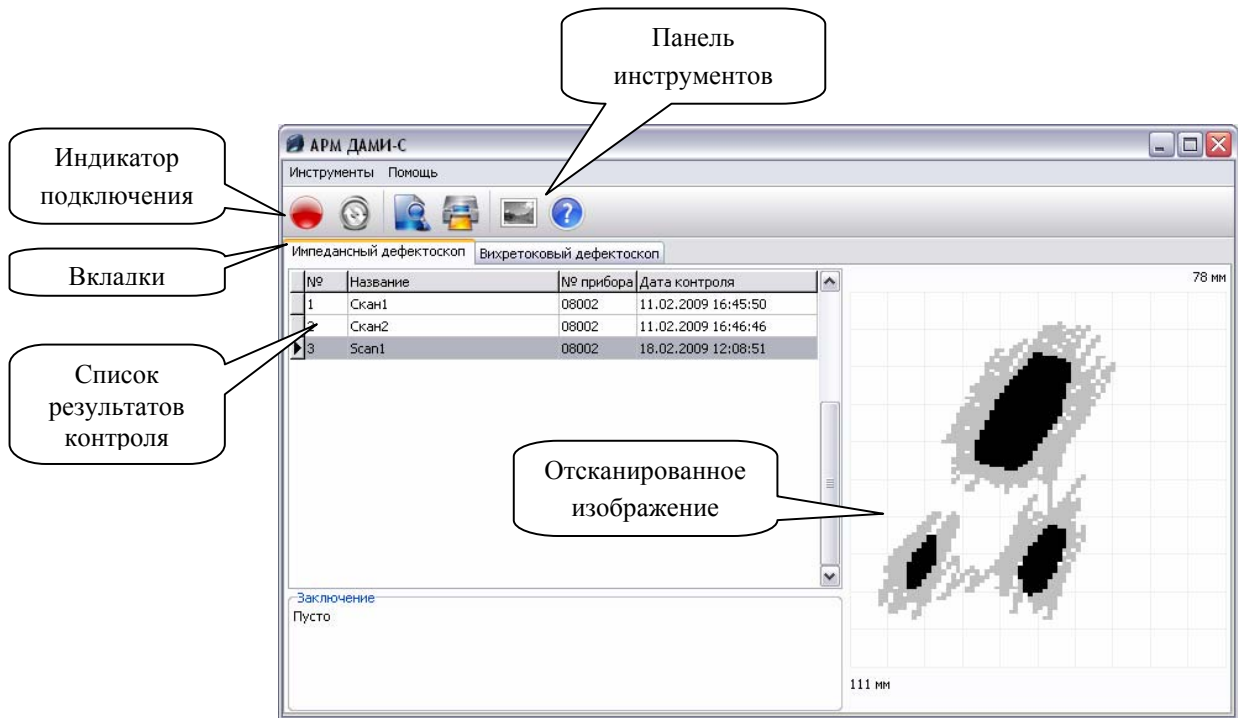 Панель
инструментов
Индикатор
подключения
Вкладки
Список
результатов
контроля
Отсканированное
изображение
АРМ ДАМИ-С
Инструменты Помощь
Импедансный дефектоскоп Вихретоковый дефектоскоп
№ Название № прибора Дата контроля
1 Скан1 08002 11.02.2009 16:45:50
2 Скан2 08002 11.02.2009 16:46:46
3 Scan1 08002 18.02.2009 12:08:51
78 мм
Заключение
Пусто
111 мм